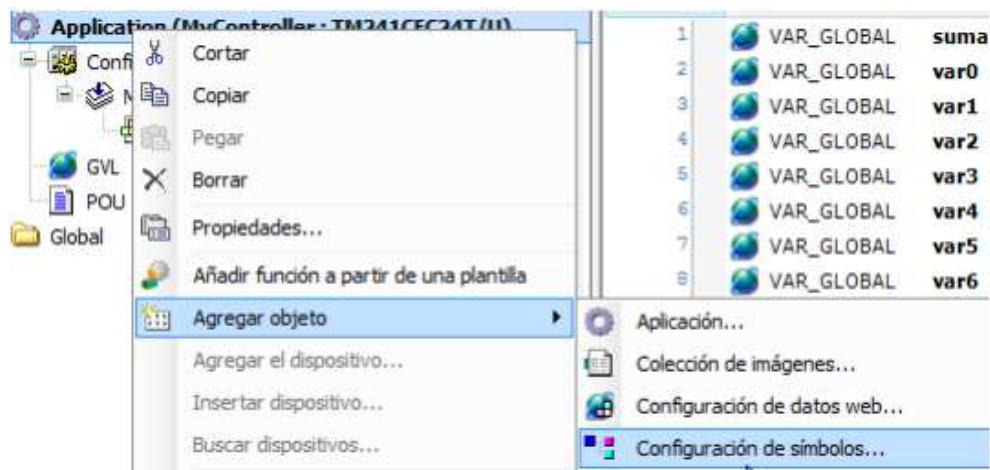 Application (MyController : TM241CEC24T/U)
Confi
GVL
POU
Global
Cortar
Copiar
Pegar
Borrar
Propiedades...
Añadir función a partir de una plantilla
Agregar objeto
Agregar el dispositivo...
Insertar dispositivo...
Buscar dispositivos...
1 VAR_GLOBAL suma
2 VAR_GLOBAL var0
3 VAR_GLOBAL var1
4 VAR_GLOBAL var2
5 VAR_GLOBAL var3
6 VAR_GLOBAL var4
7 VAR_GLOBAL var5
8 VAR_GLOBAL var6
Aplicación...
Colección de imágenes...
Configuración de datos web...
Configuración de símbolos...